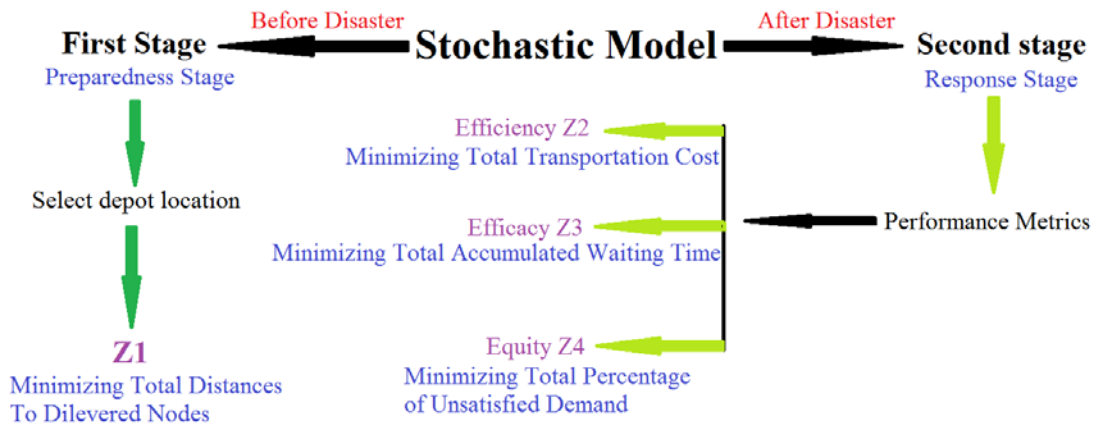 Before Disaster
After Disaster
First Stage
Stochastic Model
Second stage
Preparedness Stage
Response Stage
Efficiency Z2
Minimizing Total Transportation Cost
Select depot location
Efficacy Z3
Performance Metrics
Minimizing Total Accumulated Waiting Time
Z1
Equity Z4
Minimizing Total Distances
To Dilevered Nodes
Minimizing Total Percentage
of Unsatisfied Demand